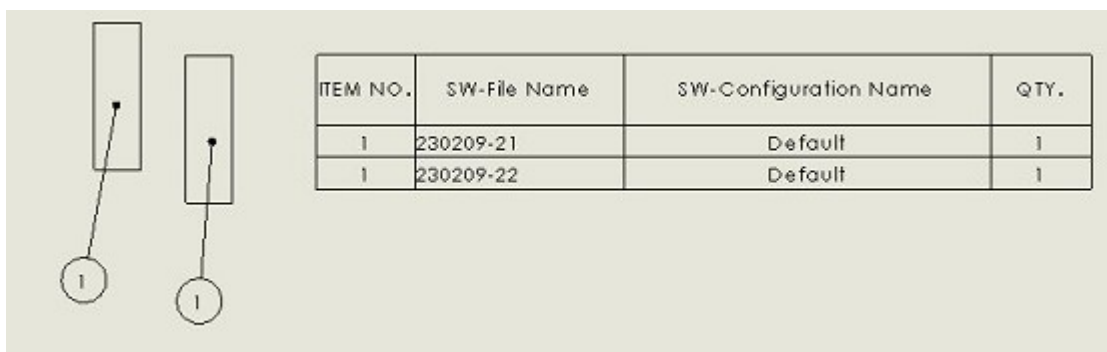 ITEM NO. SW-File Name SW-Configuration Name QTY.
1 230209-21 Default 1
1 230209-22 Default 1
1
1